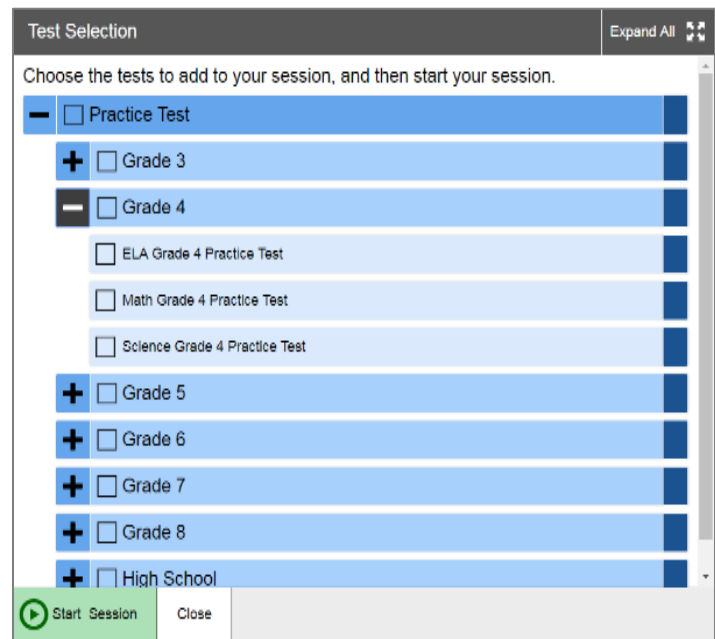 Test Selection
Expand All
Choose the tests to add to your session, and then start your session.
Practice Test
Grade 3
Grade 4
ELA Grade 4 Practice Test
Math Grade 4 Practice Test
Science Grade 4 Practice Test
Grade 5
Grade 6
Grade 7
Grade 8
High School
Start Session
Close